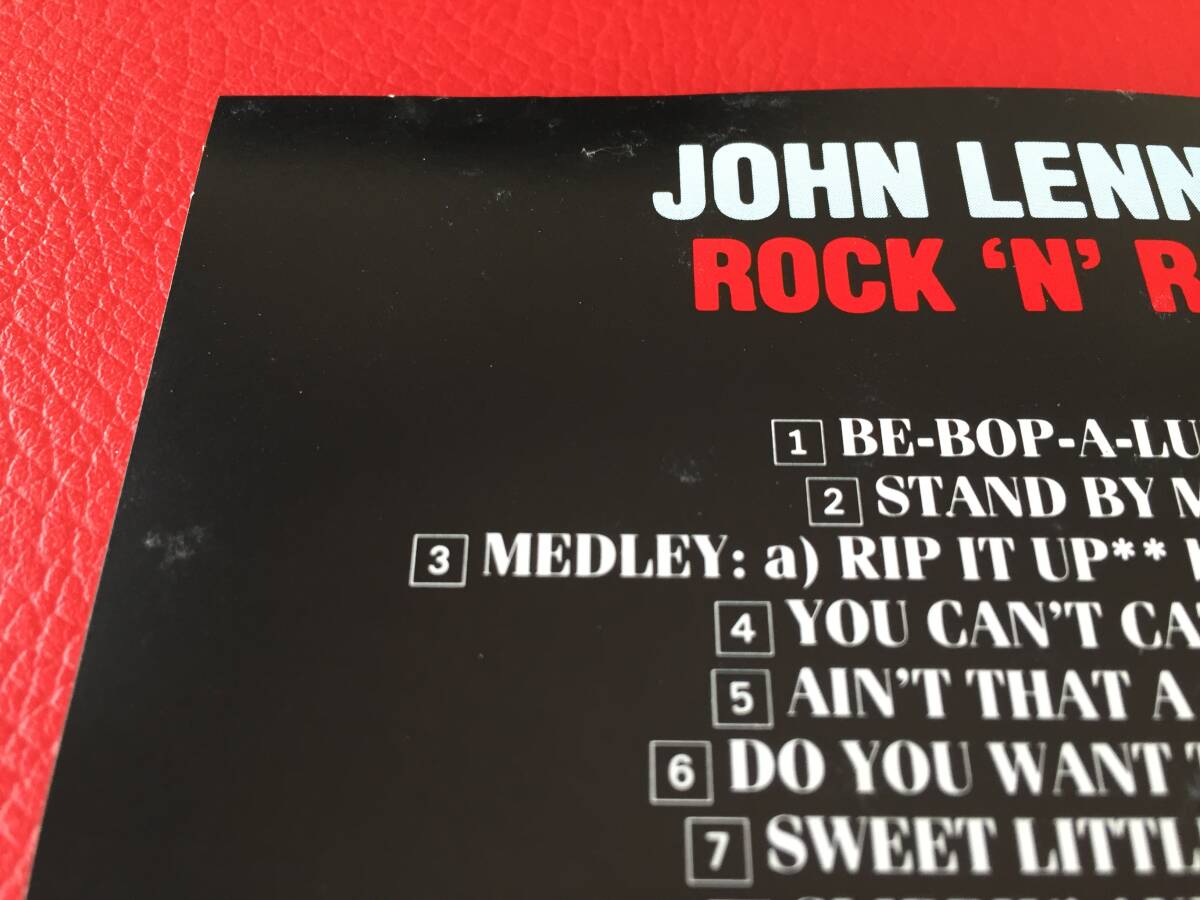 JOHN LENN
ROCK 'N' R
1 BE-BOP-A-LU
2 STAND BY M
3 MEDLEY: a) RIP IT UP**
4 YOU CAN'T CA
5 AIN'T THAT A
6 DO YOU WANT T
7 SWEET LITTL